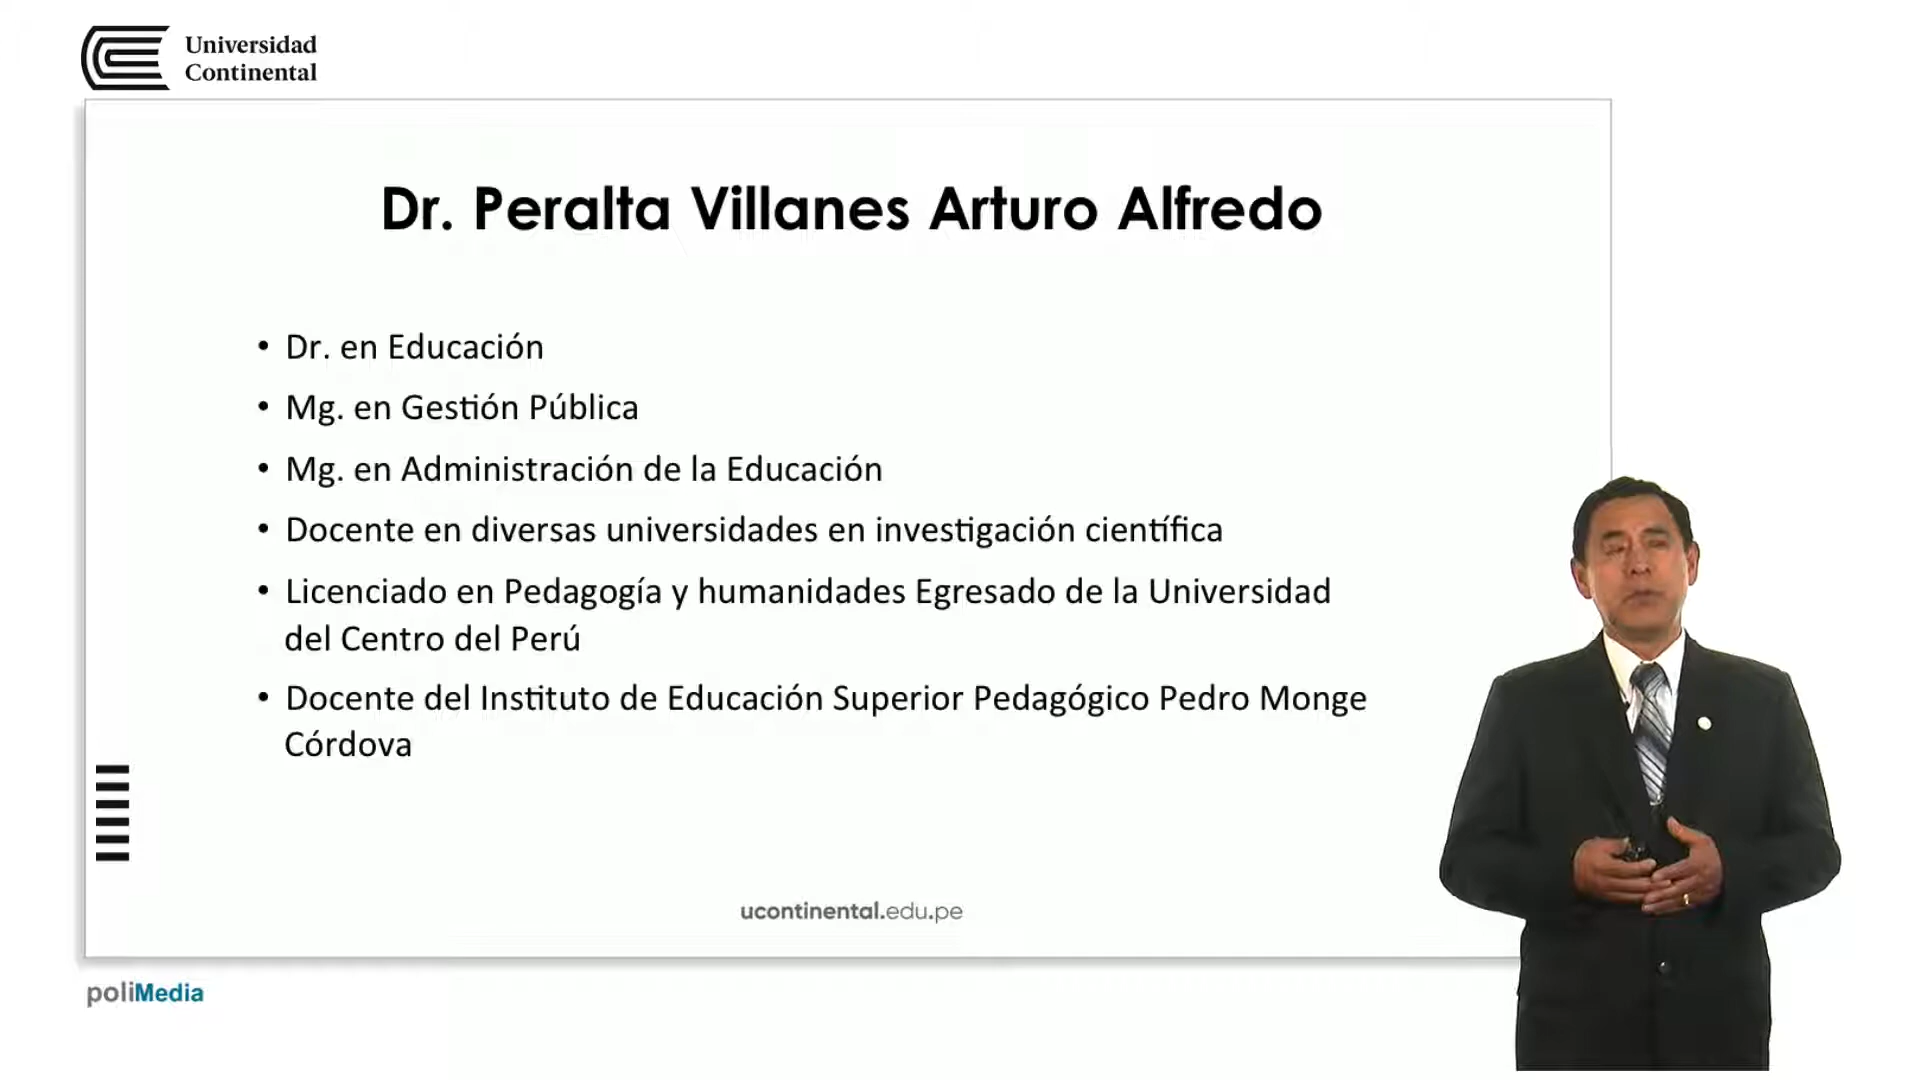 Universidad
Continental
Dr. Peralta Villanes Arturo Alfredo
• Dr. en Educación
• Mg. en Gestión Pública
• Mg. en Administración de la Educación
• Docente en diversas universidades en investigación científica
• Licenciado en Pedagogía y humanidades Egresado de la Universidad
del Centro del Perú
• Docente del Instituto de Educación Superior Pedagógico Pedro Monge
Córdova
ucontinental.edu.pe
poliMedia